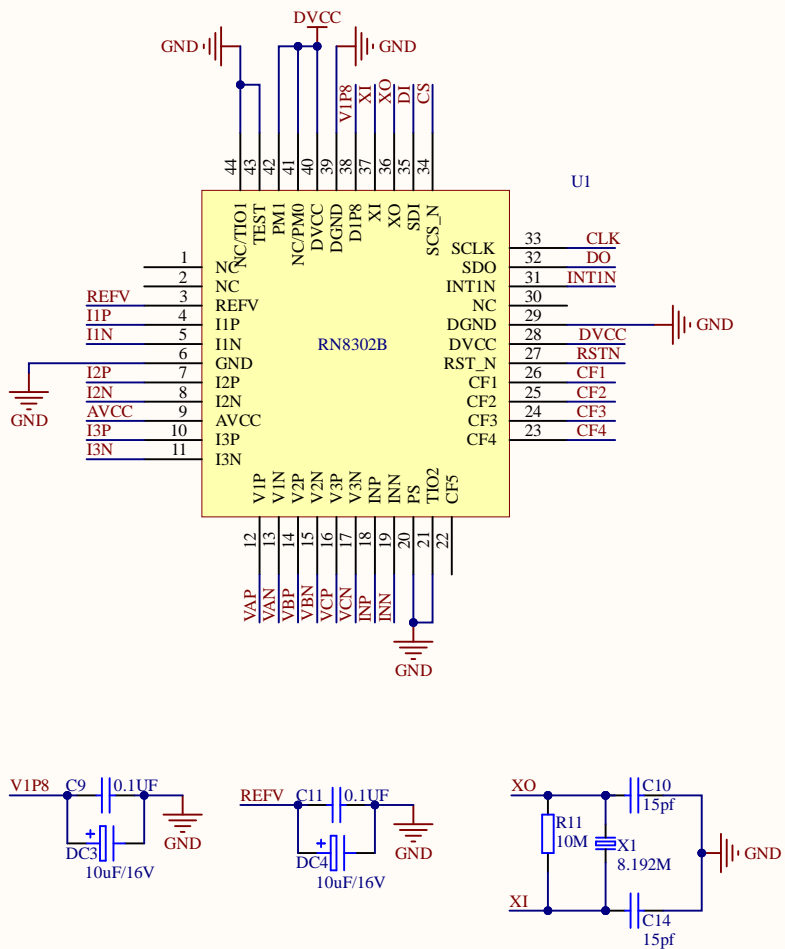 DVCC
GND
GND
V1P8
XI
XO
DI
CS
44
43
42
41
40
39
38
37
36
35
34
U1
NC/TIO1
TEST
PM1
NC/PM0
DVCC
DGND
D1P8
XI
XO
SDI
SCS_N
1 NC
2 NC
REFV 3 REFV
I1P 4 I1P
I1N 5 I1N
6 GND
GND
I2P 7 I2P
I2N 8 I2N
AVCC 9 AVCC
I3P 10 I3P
I3N 11 I3N
RN8302B
SCLK 33 CLK
SDO 32 DO
INT1N 31 INT1N
NC 30
DGND 29 GND
DVCC 28 DVCC
RST_N 27 RSTN
CF1 26 CF1
CF2 25 CF2
CF3 24 CF3
CF4 23 CF4
V1P
V1N
V2P
V2N
V3P
V3N
INP
INN
PS
TIO2
CF5
12
13
14
15
16
17
18
19
20
21
22
VAP
VAN
VBP
VBN
VCP
VCN
INP
INN
GND
V1P8 C9 0.1UF
GND
DC3
10uF/16V
REFV C11 0.1UF
GND
DC4
10uF/16V
XO C10
15pf
R11
10M
X1
8.192M
GND
XI C14
15pf